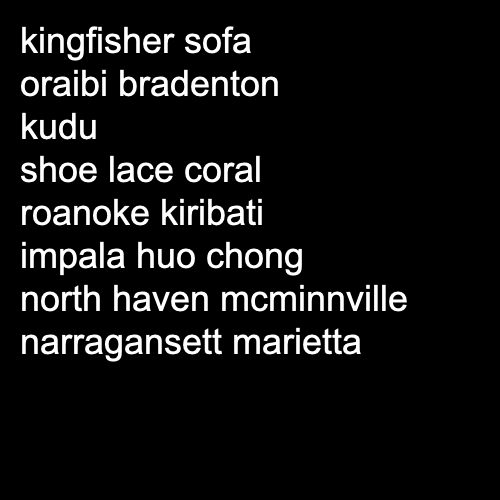 kingfisher sofa
oraibi bradenton
kudu
shoe lace coral
roanoke kiribati
impala huo chong
north haven mcminnville
narragansett marietta